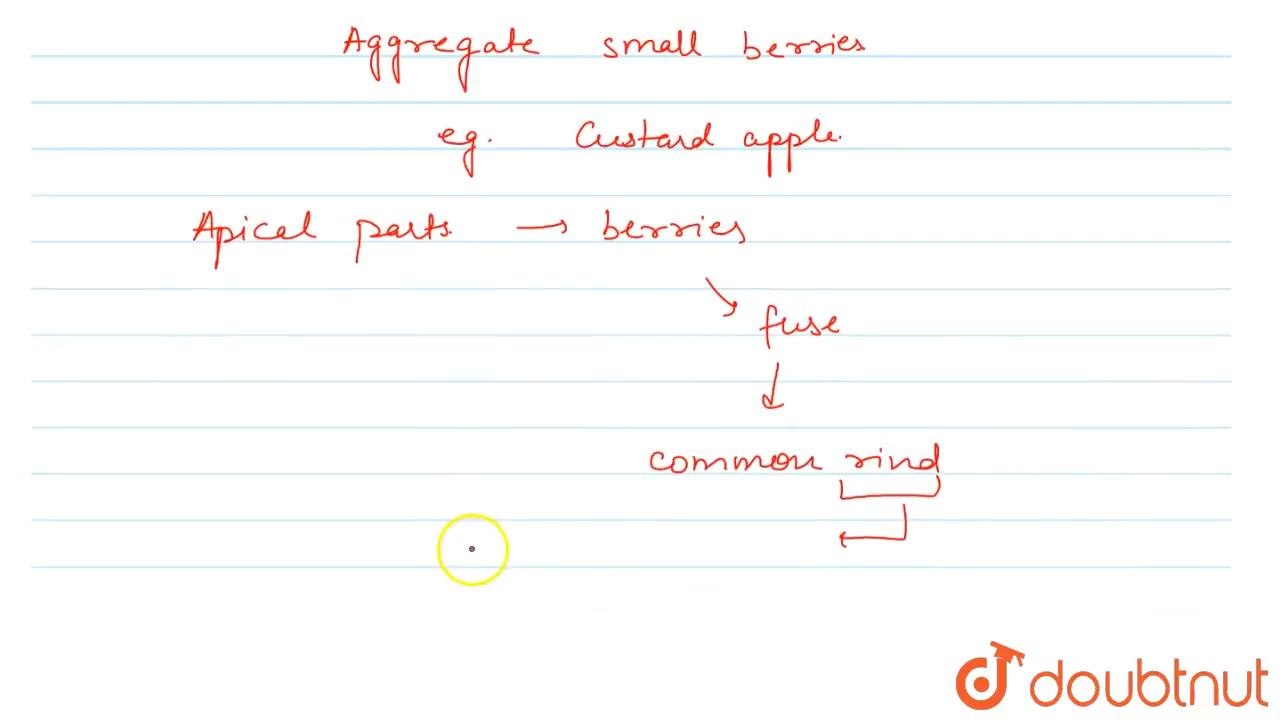 Aggregate small berries
eg. Custard apple.
Apical parts → berries
fuse
common rind
doubtnut